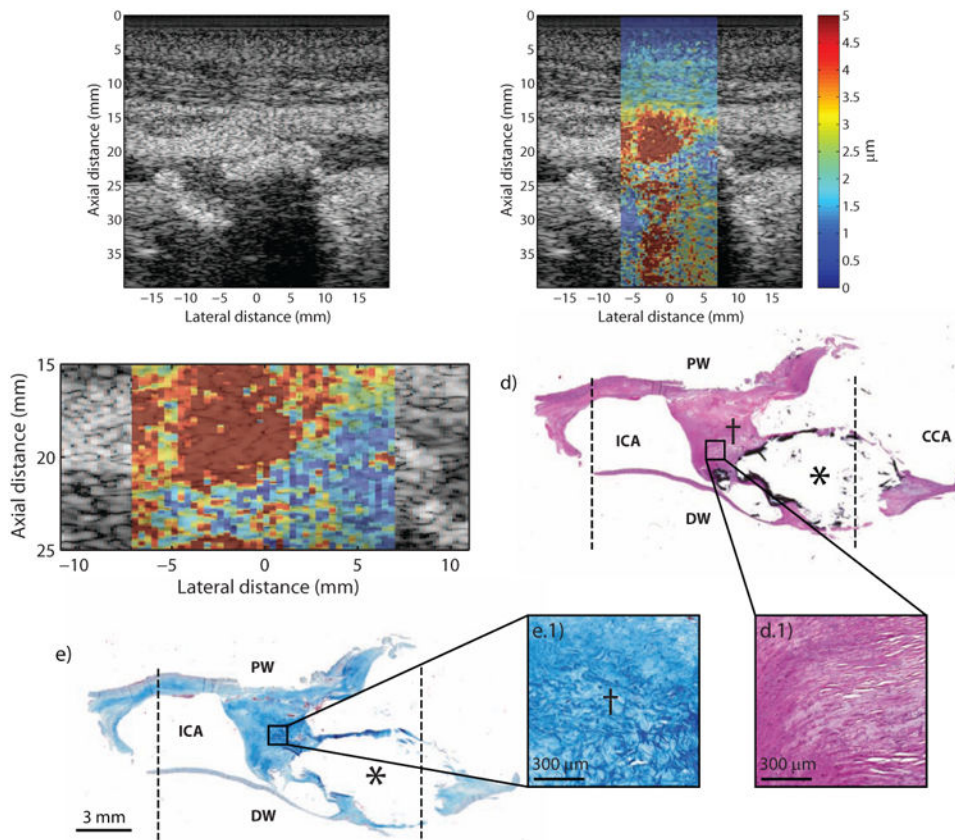 0
5
10
15
20
25
30
35
Axial distance (mm)
−15 −10 −5 0 5 10 15
Lateral distance (mm)
0
5
10
15
20
25
30
35
Axial distance (mm)
−15 −10 −5 0 5 10 15
Lateral distance (mm)
5
4.5
4
3.5
3
2.5
2
1.5
1
0.5
0
μm
15
20
25
Axial distance (mm)
−10 −5 0 5 10
Lateral distance (mm)
d)
PW
†
ICA
CCA
*
DW
e)
PW
ICA
*
DW
3 mm
e.1)
†
300 μm
d.1)
300 μm